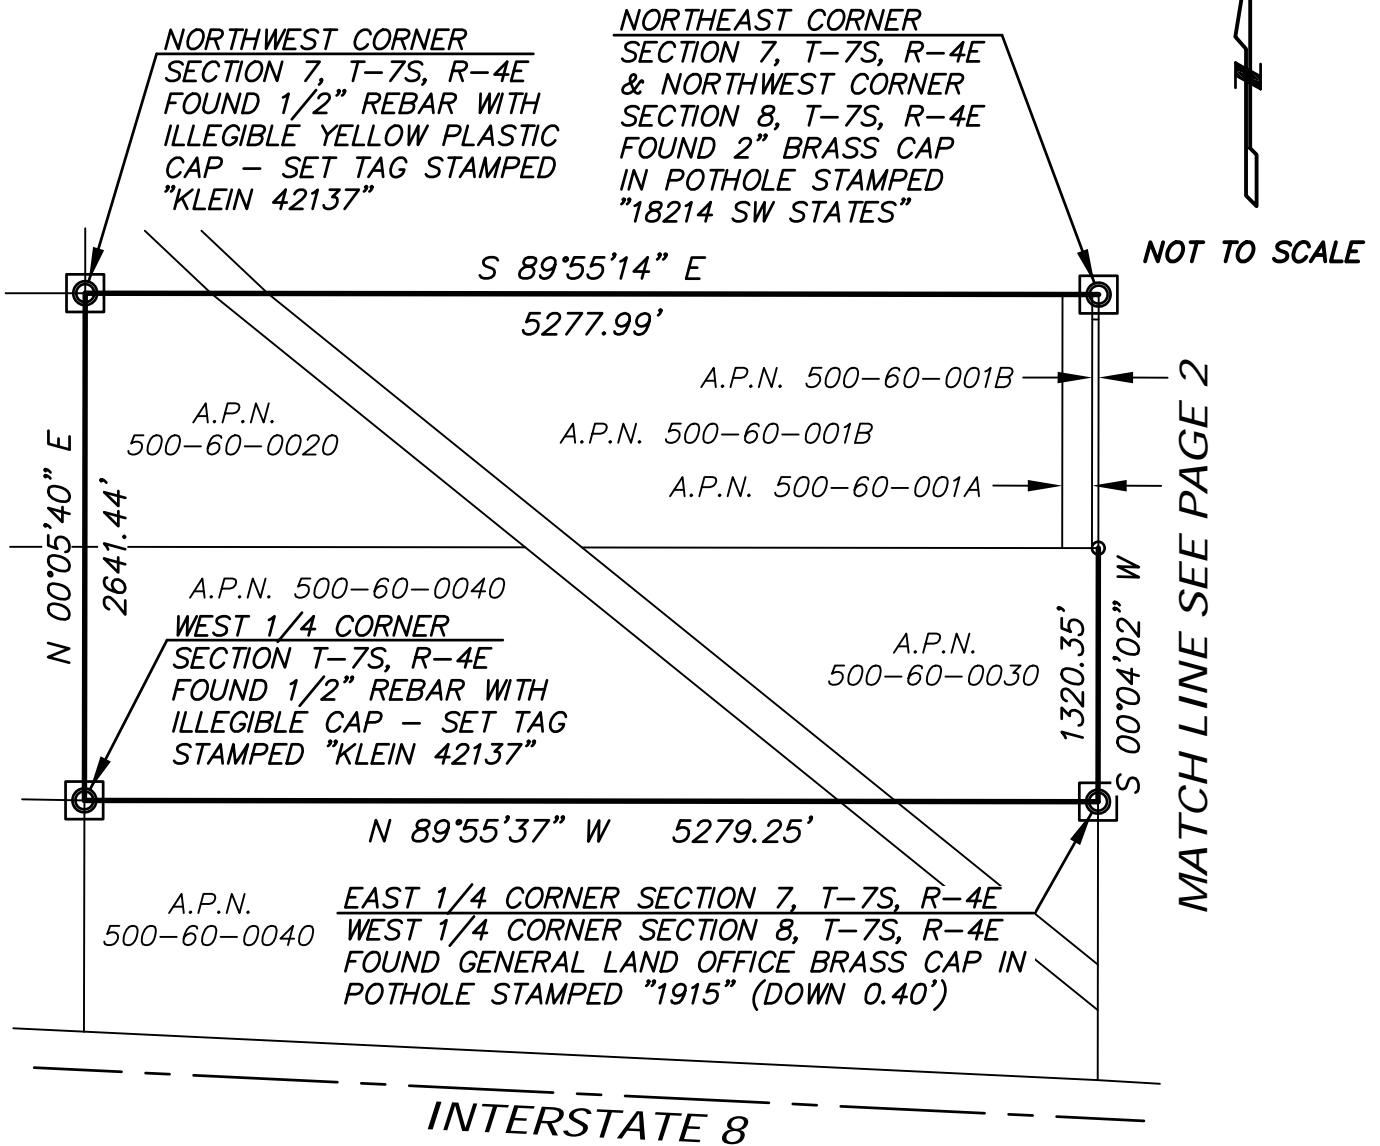 NORTHWEST CORNER
SECTION 7, T-7S, R-4E
FOUND 1/2" REBAR WITH
ILLEGIBLE YELLOW PLASTIC
CAP - SET TAG STAMPED
"KLEIN 42137"
NORTHEAST CORNER
SECTION 7, T-7S, R-4E
& NORTHWEST CORNER
SECTION 8, T-7S, R-4E
FOUND 2" BRASS CAP
IN POTHOLE STAMPED
"18214 SW STATES"
N
NOT TO SCALE
S 89°55'14" E
5277.99'
A.P.N. 500-60-001B
A.P.N.
500-60-0020
A.P.N. 500-60-001B
A.P.N. 500-60-001A
N 00°05'40" E
2641.44'
A.P.N. 500-60-0040
WEST 1/4 CORNER
SECTION T-7S, R-4E
FOUND 1/2" REBAR WITH
ILLEGIBLE CAP - SET TAG
STAMPED "KLEIN 42137"
A.P.N.
500-60-0030
1320.35'
S 00°04'02" W
MATCH LINE SEE PAGE 2
N 89°55'37" W 5279.25'
A.P.N.
500-60-0040
EAST 1/4 CORNER SECTION 7, T-7S, R-4E
WEST 1/4 CORNER SECTION 8, T-7S, R-4E
FOUND GENERAL LAND OFFICE BRASS CAP IN
POTHOLE STAMPED "1915" (DOWN 0.40')
INTERSTATE 8